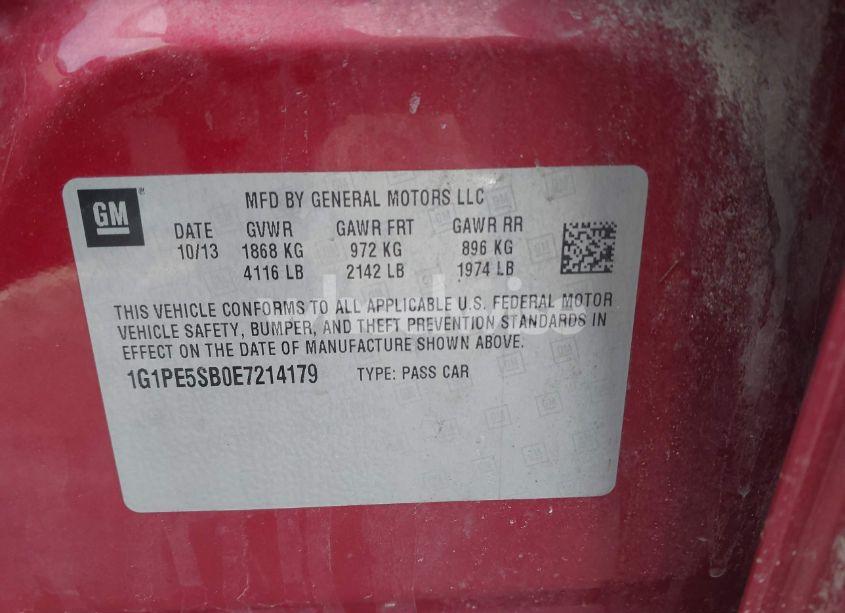 GM
MFD BY GENERAL MOTORS LLC
DATE GVWR GAWR FRT GAWR RR
10/13 1868 KG 972 KG 896 KG
4116 LB 2142 LB 1974 LB
THIS VEHICLE CONFORMS TO ALL APPLICABLE U.S. FEDERAL MOTOR
VEHICLE SAFETY, BUMPER, AND THEFT PREVENTION STANDARDS IN
EFFECT ON THE DATE OF MANUFACTURE SHOWN ABOVE.
1G1PE5SB0E7214179 TYPE: PASS CAR